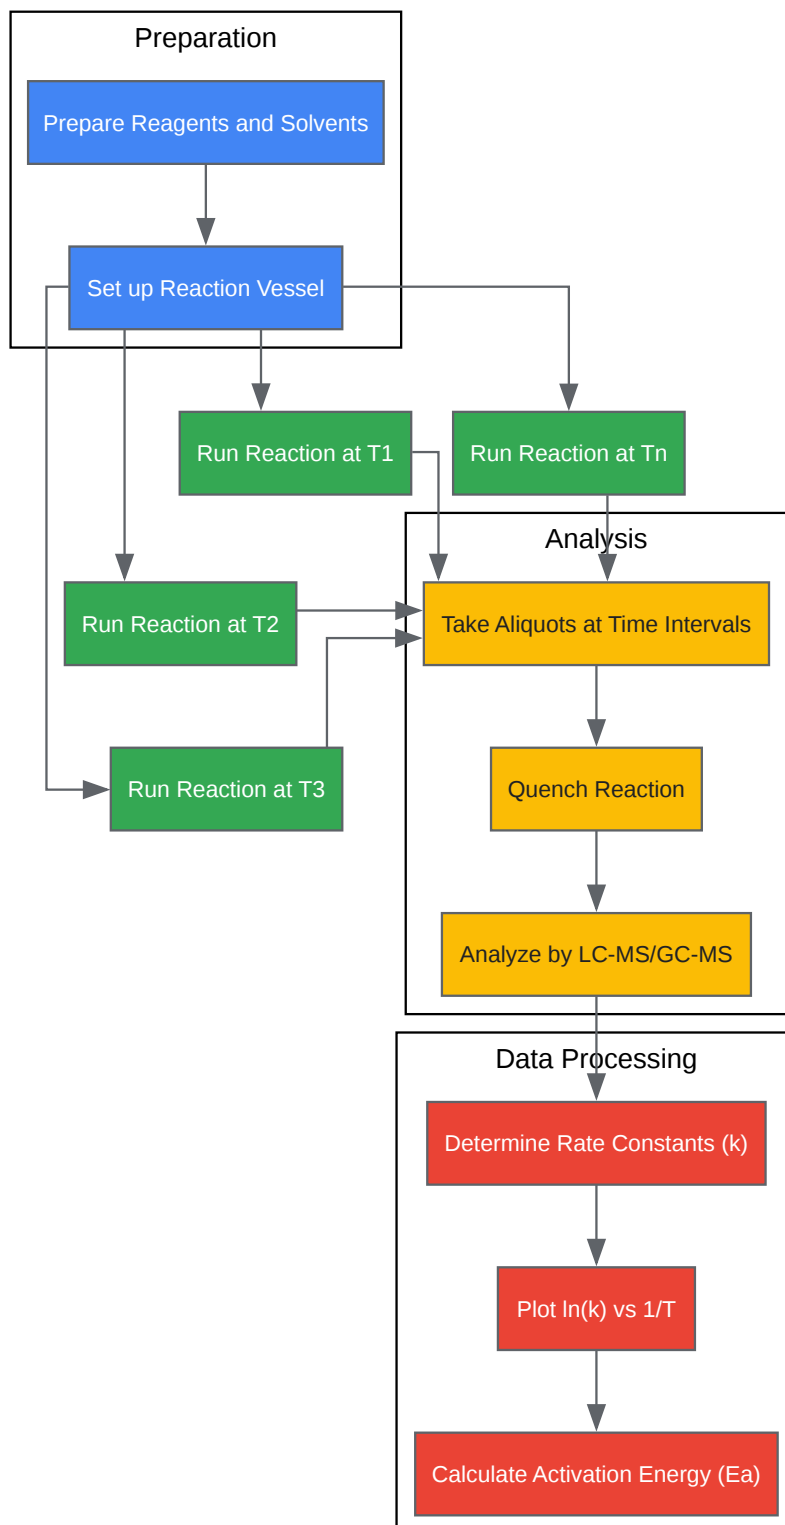 Preparation
Prepare Reagents and Solvents
Set up Reaction Vessel
Run Reaction at T1
Run Reaction at Tn
Analysis
Run Reaction at T2
Take Aliquots at Time Intervals
Run Reaction at T3
Quench Reaction
Analyze by LC-MS/GC-MS
Data Processing
Determine Rate Constants (k)
Plot ln(k) vs 1/T
Calculate Activation Energy (Ea)